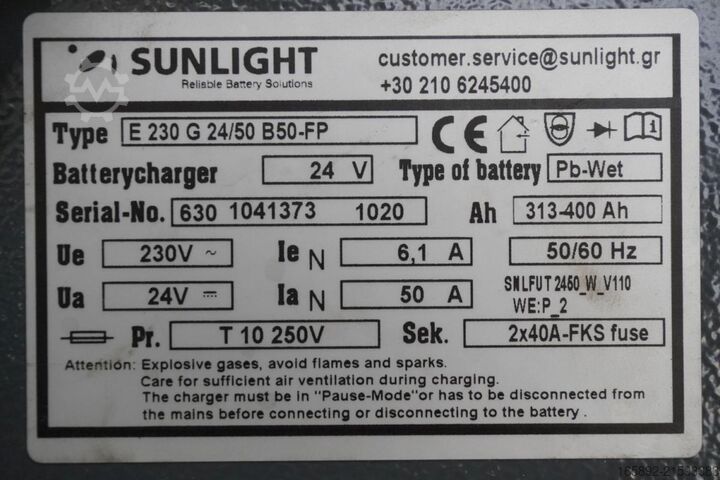 SUNLIGHT
Reliable Battery Solutions
customer.service@sunlight.gr
+30 210 6245400
Type E 230 G 24/50 B50-FP CE
Batterycharger 24 V Type of battery Pb-Wet
Serial-No. 630 1041373 1020 Ah 313-400 Ah
Ue 230V ~ Ie N 6,1 A 50/60 Hz
Ua 24V ⎓ Ia N 50 A SNLFUT2450_W_V110
WE:P_2
Pr. T 10 250V Sek. 2x40A-FKS fuse
Attention: Explosive gases, avoid flames and sparks.
Care for sufficient air ventilation during charging.
The charger must be in "Pause-Mode"or has to be disconnected from
the mains before connecting or disconnecting to the battery .